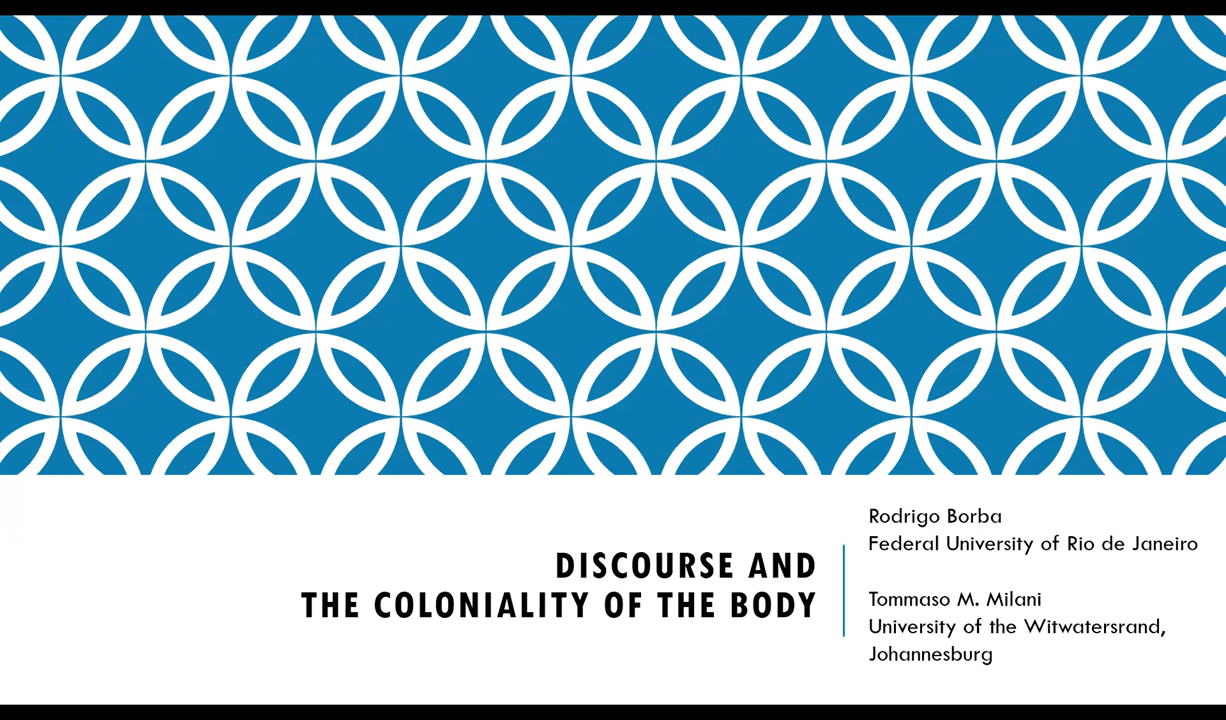 DISCOURSE AND
THE COLONIALITY OF THE BODY
Rodrigo Borba
Federal University of Rio de Janeiro
Tommaso M. Milani
University of the Witwatersrand,
Johannesburg